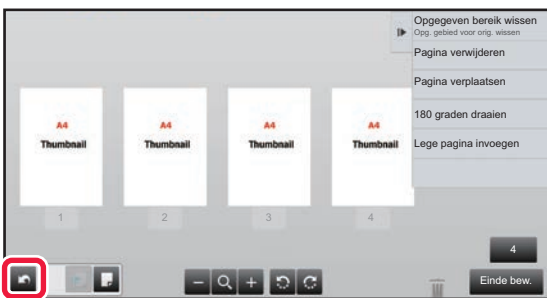 Opgegeven bereik wissen
Opg. gebied voor orig. wissen
Pagina verwijderen
Pagina verplaatsen
180 graden draaien
Lege pagina invoegen
A4
Thumbnail
A4
Thumbnail
A4
Thumbnail
A4
Thumbnail
1
2
3
4
4
Einde bew.